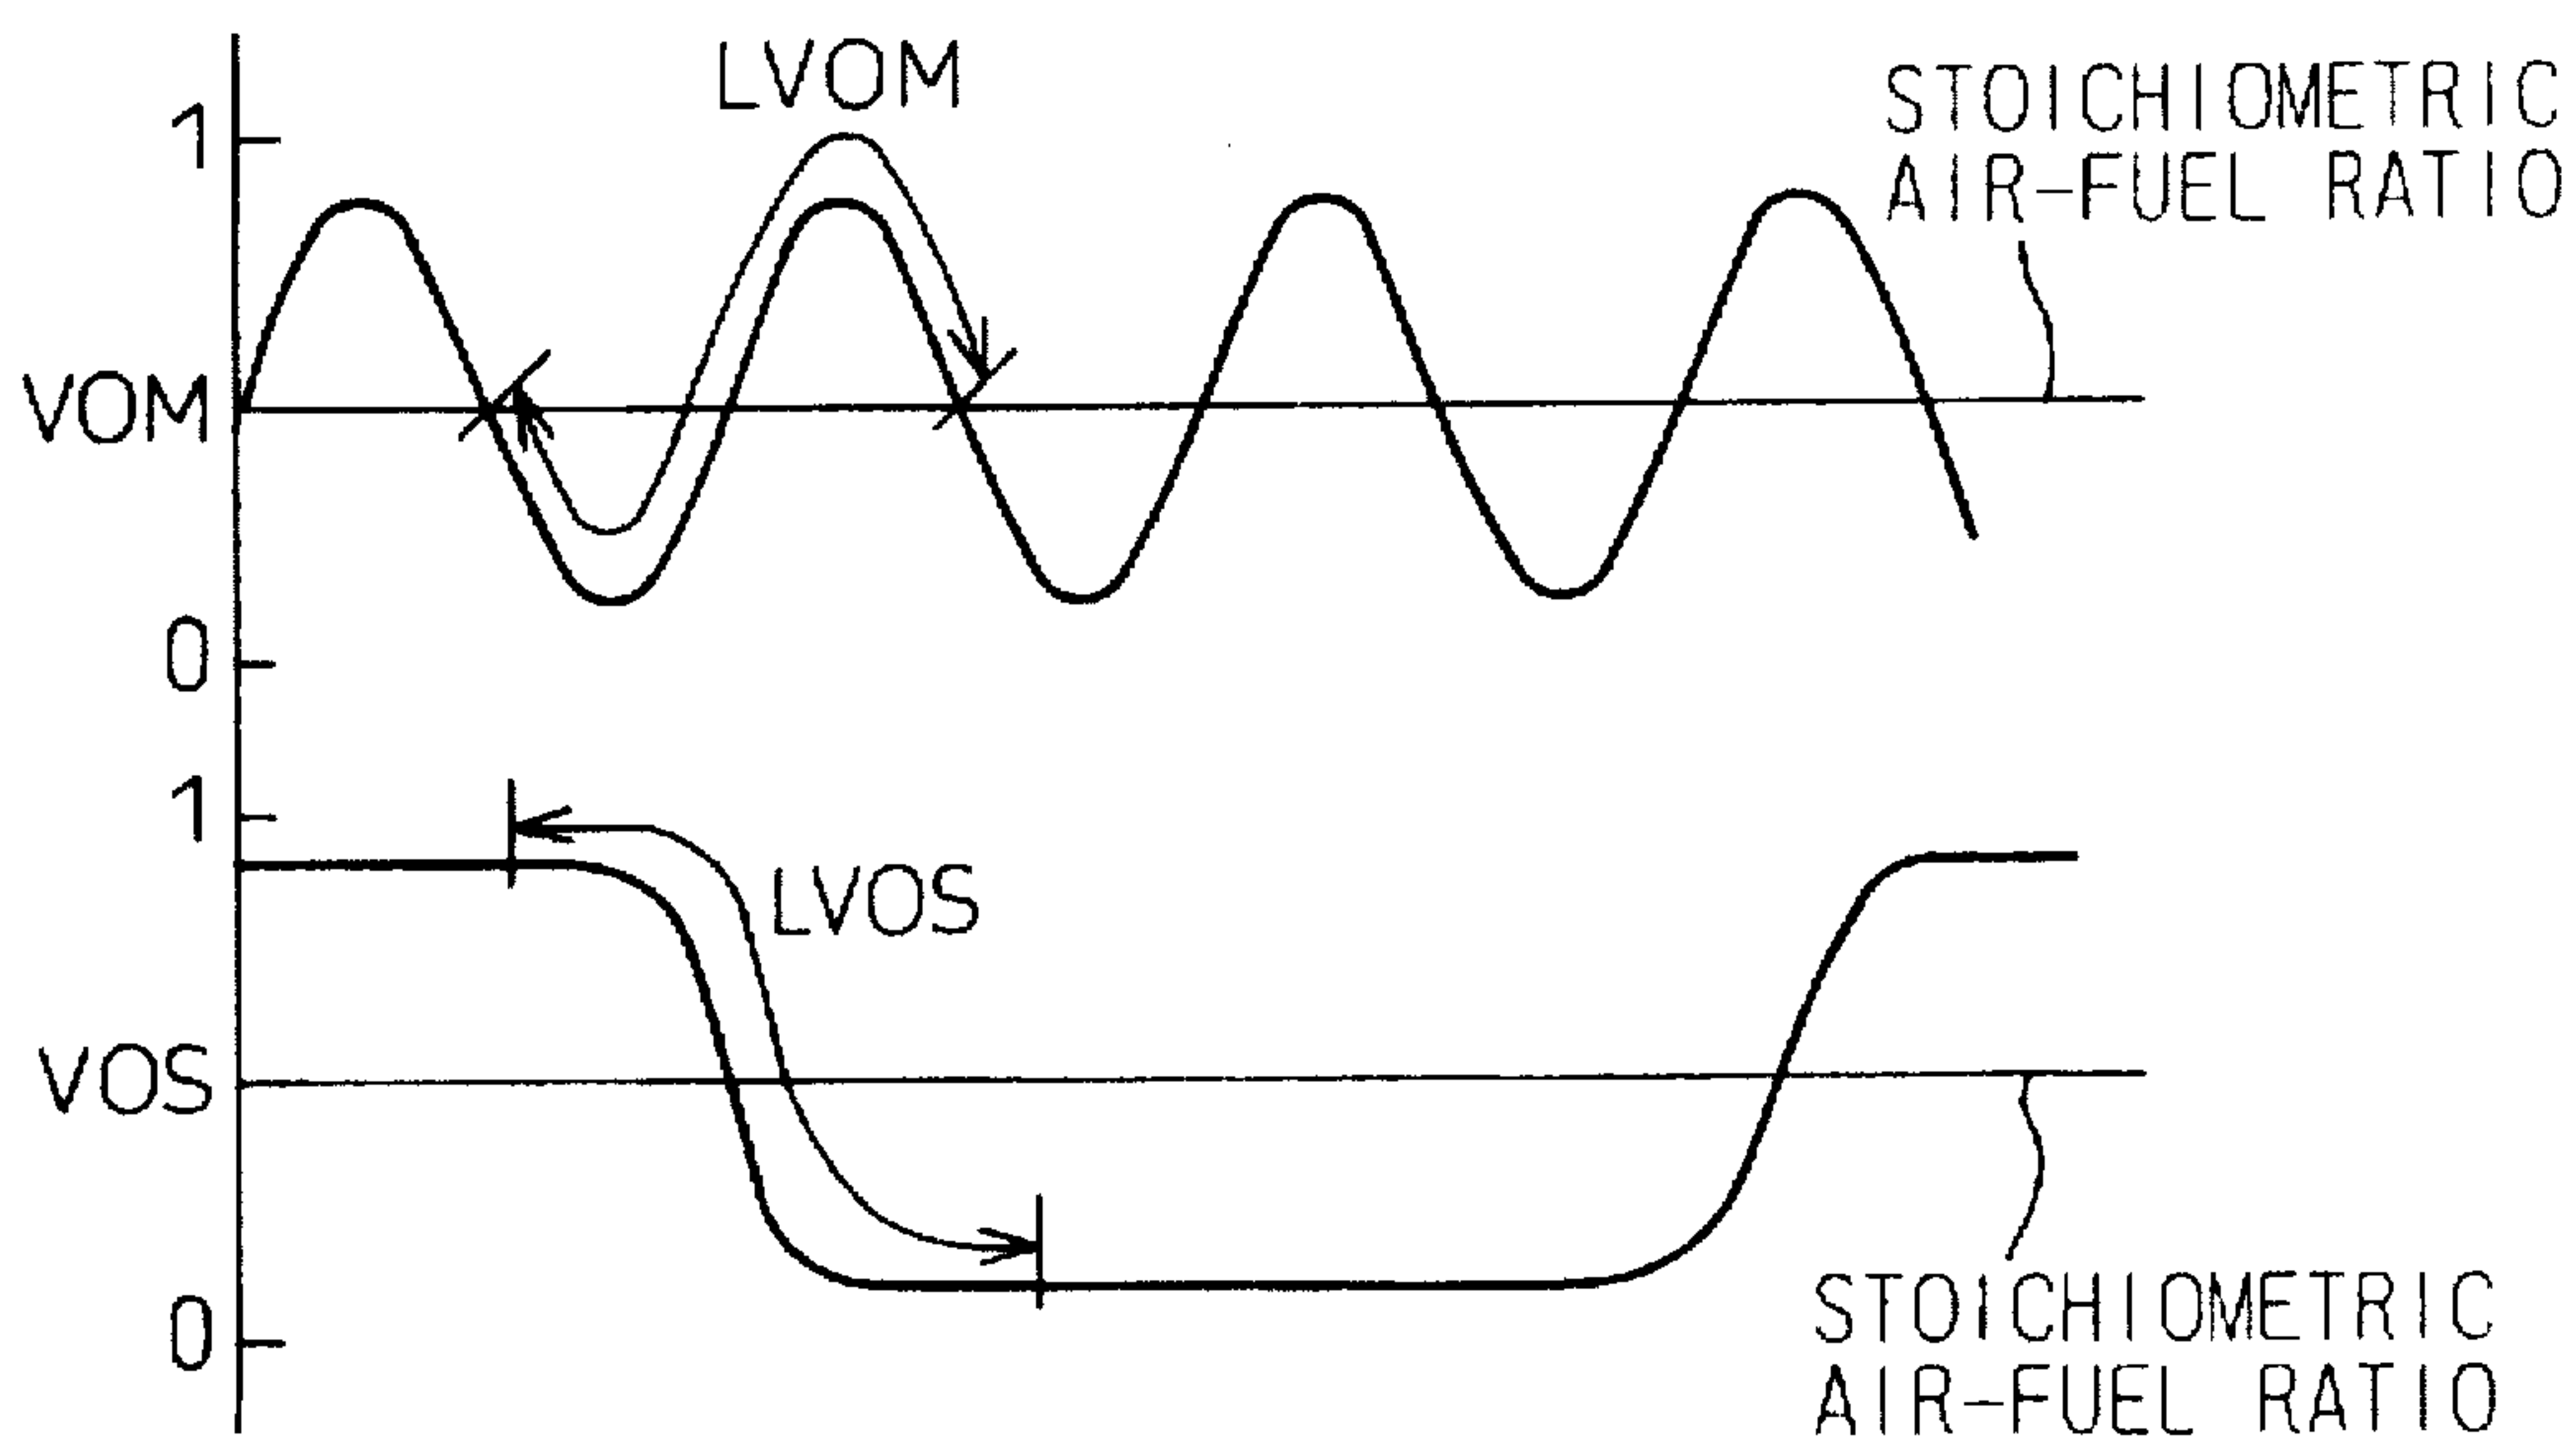 LVOM
STOICHIOMETRIC
AIR-FUEL RATIO
1
VOM
0
1
LVOS
VOS
0
STOICHIOMETRIC
AIR-FUEL RATIO